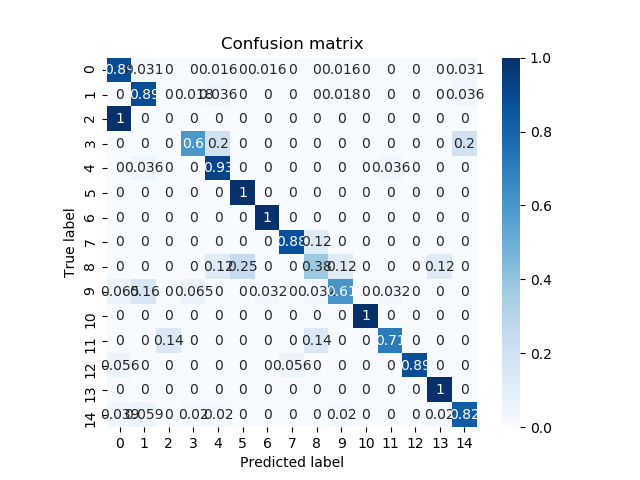 Confusion matrix
True label
0 0.89 0.031 0 0 0.016 0 0.016 0 0 0.016 0 0 0 0 0.031
1 0 0.89 0 0.018 0.036 0 0 0 0 0.018 0 0 0 0 0.036
2 1 0 0 0 0 0 0 0 0 0 0 0 0 0 0
3 0 0 0 0.6 0.2 0 0 0 0 0 0 0 0 0 0.2
4 0 0.036 0 0 0.93 0 0 0 0 0 0 0.036 0 0 0
5 0 0 0 0 0 1 0 0 0 0 0 0 0 0 0
6 0 0 0 0 0 0 1 0 0 0 0 0 0 0 0
7 0 0 0 0 0 0 0 0.88 0.12 0 0 0 0 0 0
8 0 0 0 0 0.12 0.25 0 0 0.38 0.12 0 0 0 0.12 0
9 0.065 0.16 0 0.065 0 0 0.032 0 0.032 0.61 0 0.032 0 0 0
10 0 0 0 0 0 0 0 0 0 0 1 0 0 0 0
11 0 0 0.14 0 0 0 0 0 0.14 0 0 0.71 0 0 0
12 0.056 0 0 0 0 0 0 0.056 0 0 0 0 0.89 0 0
13 0 0 0 0 0 0 0 0 0 0 0 0 0 1 0
14 0.039 0.059 0 0.02 0.02 0 0 0 0 0.02 0 0 0 0.02 0.82
0 1 2 3 4 5 6 7 8 9 10 11 12 13 14
Predicted label
1.0
0.8
0.6
0.4
0.2
0.0